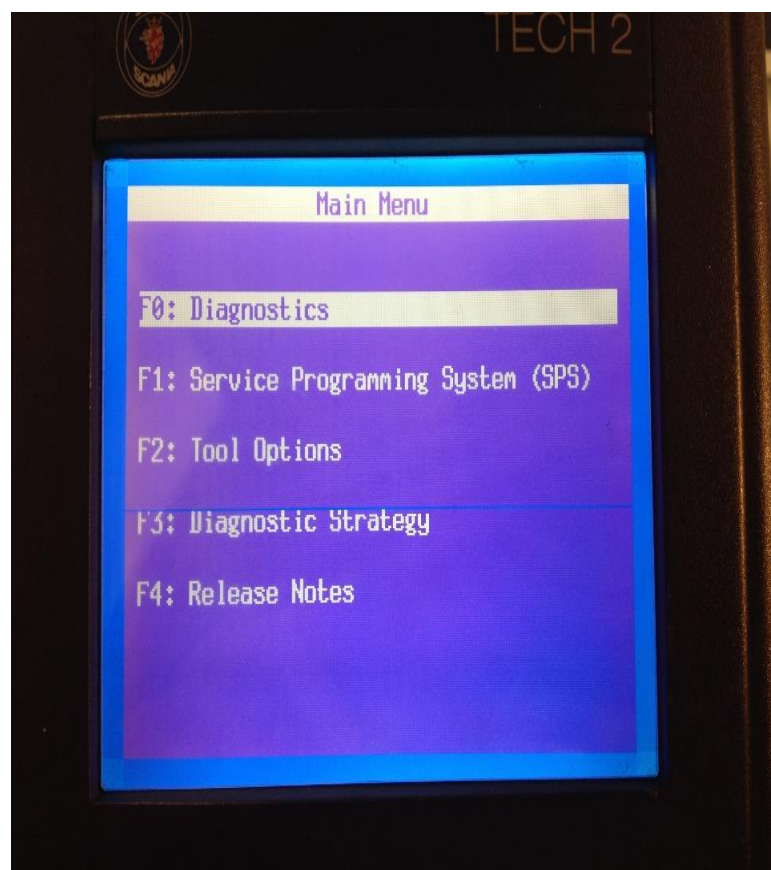 SCANIA
TECH 2
Main Menu
F0: Diagnostics
F1: Service Programming System (SPS)
F2: Tool Options
F3: Diagnostic Strategy
F4: Release Notes